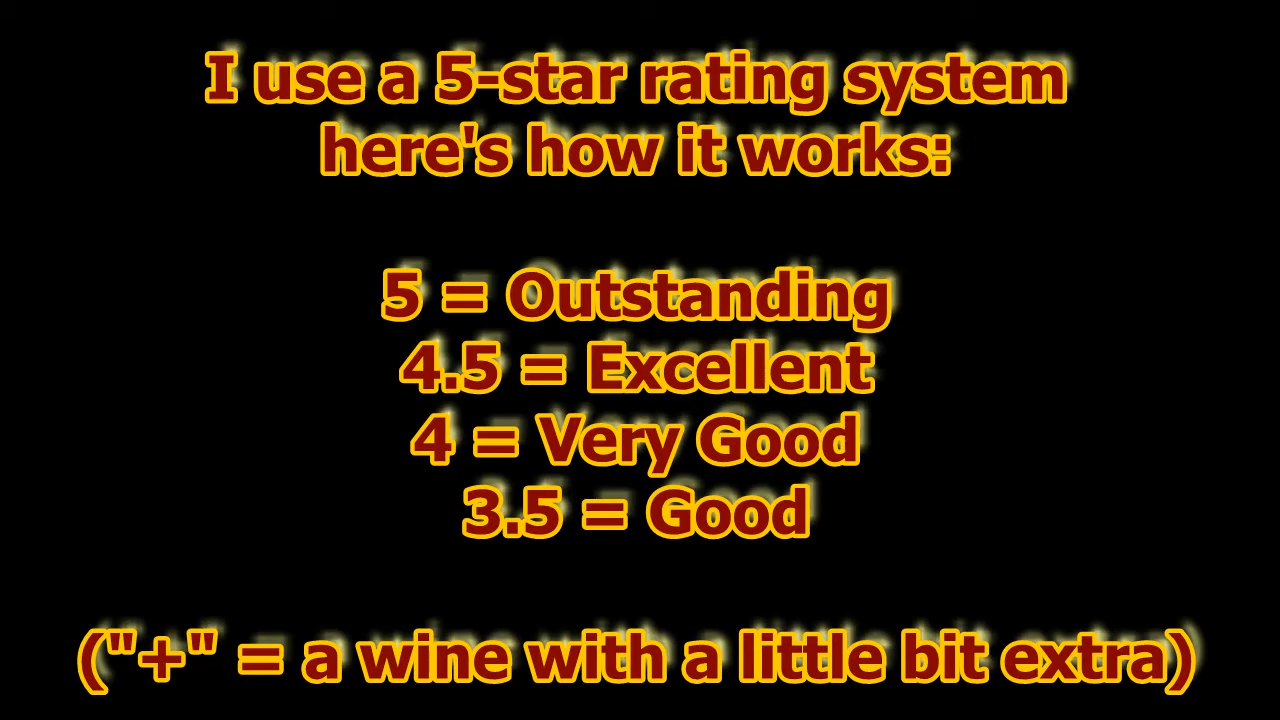 I use a 5-star rating system
here's how it works:
5 = Outstanding
4.5 = Excellent
4 = Very Good
3.5 = Good
("+" = a wine with a little bit extra)